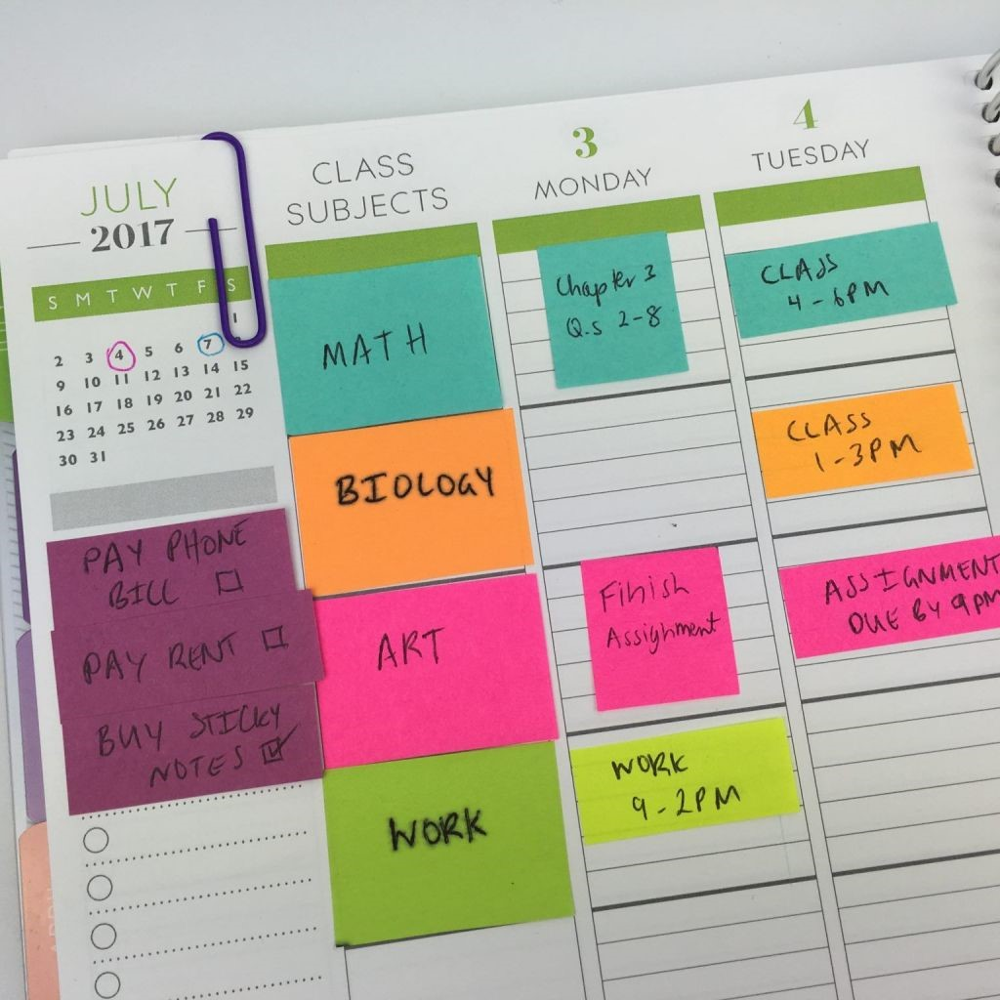 JULY
2017
S M T W T F S
1
2 3 4 5 6 7
9 10 11 12 13 14 15
16 17 18 19 20 21 22
23 24 25 26 27 28 29
30 31
PAY PHONE
BILL
PAY RENT
BUY STICKY
NOTES
CLASS
SUBJECTS
MATH
BIOLOGY
ART
WORK
3
MONDAY
Chapter 3
Q.s 2-8
Finish
Assignment
WORK
9-2PM
4
TUESDAY
CLASS
4-6PM
CLASS
1-3PM
ASSIGNMENT
DUE BY 9PM